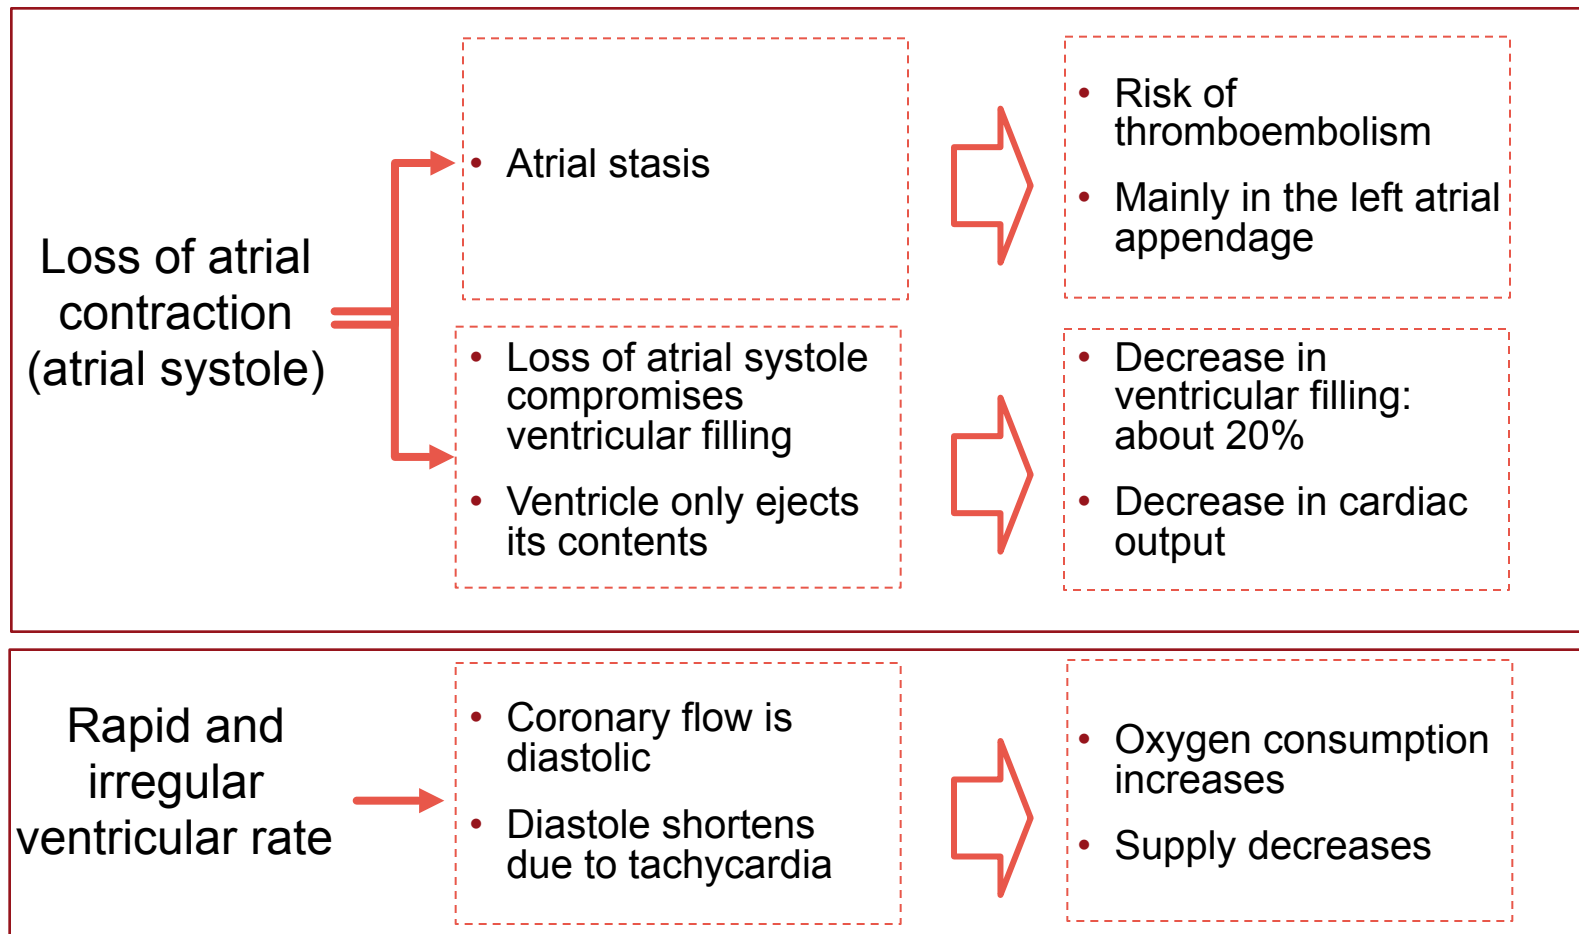 Loss of atrial
contraction
(atrial systole)
• Atrial stasis
• Risk of
thromboembolism
• Mainly in the left atrial
appendage
• Loss of atrial systole
compromises
ventricular filling
• Ventricle only ejects
its contents
• Decrease in
ventricular filling:
about 20%
• Decrease in cardiac
output
Rapid and
irregular
ventricular rate
• Coronary flow is
diastolic
• Diastole shortens
due to tachycardia
• Oxygen consumption
increases
• Supply decreases